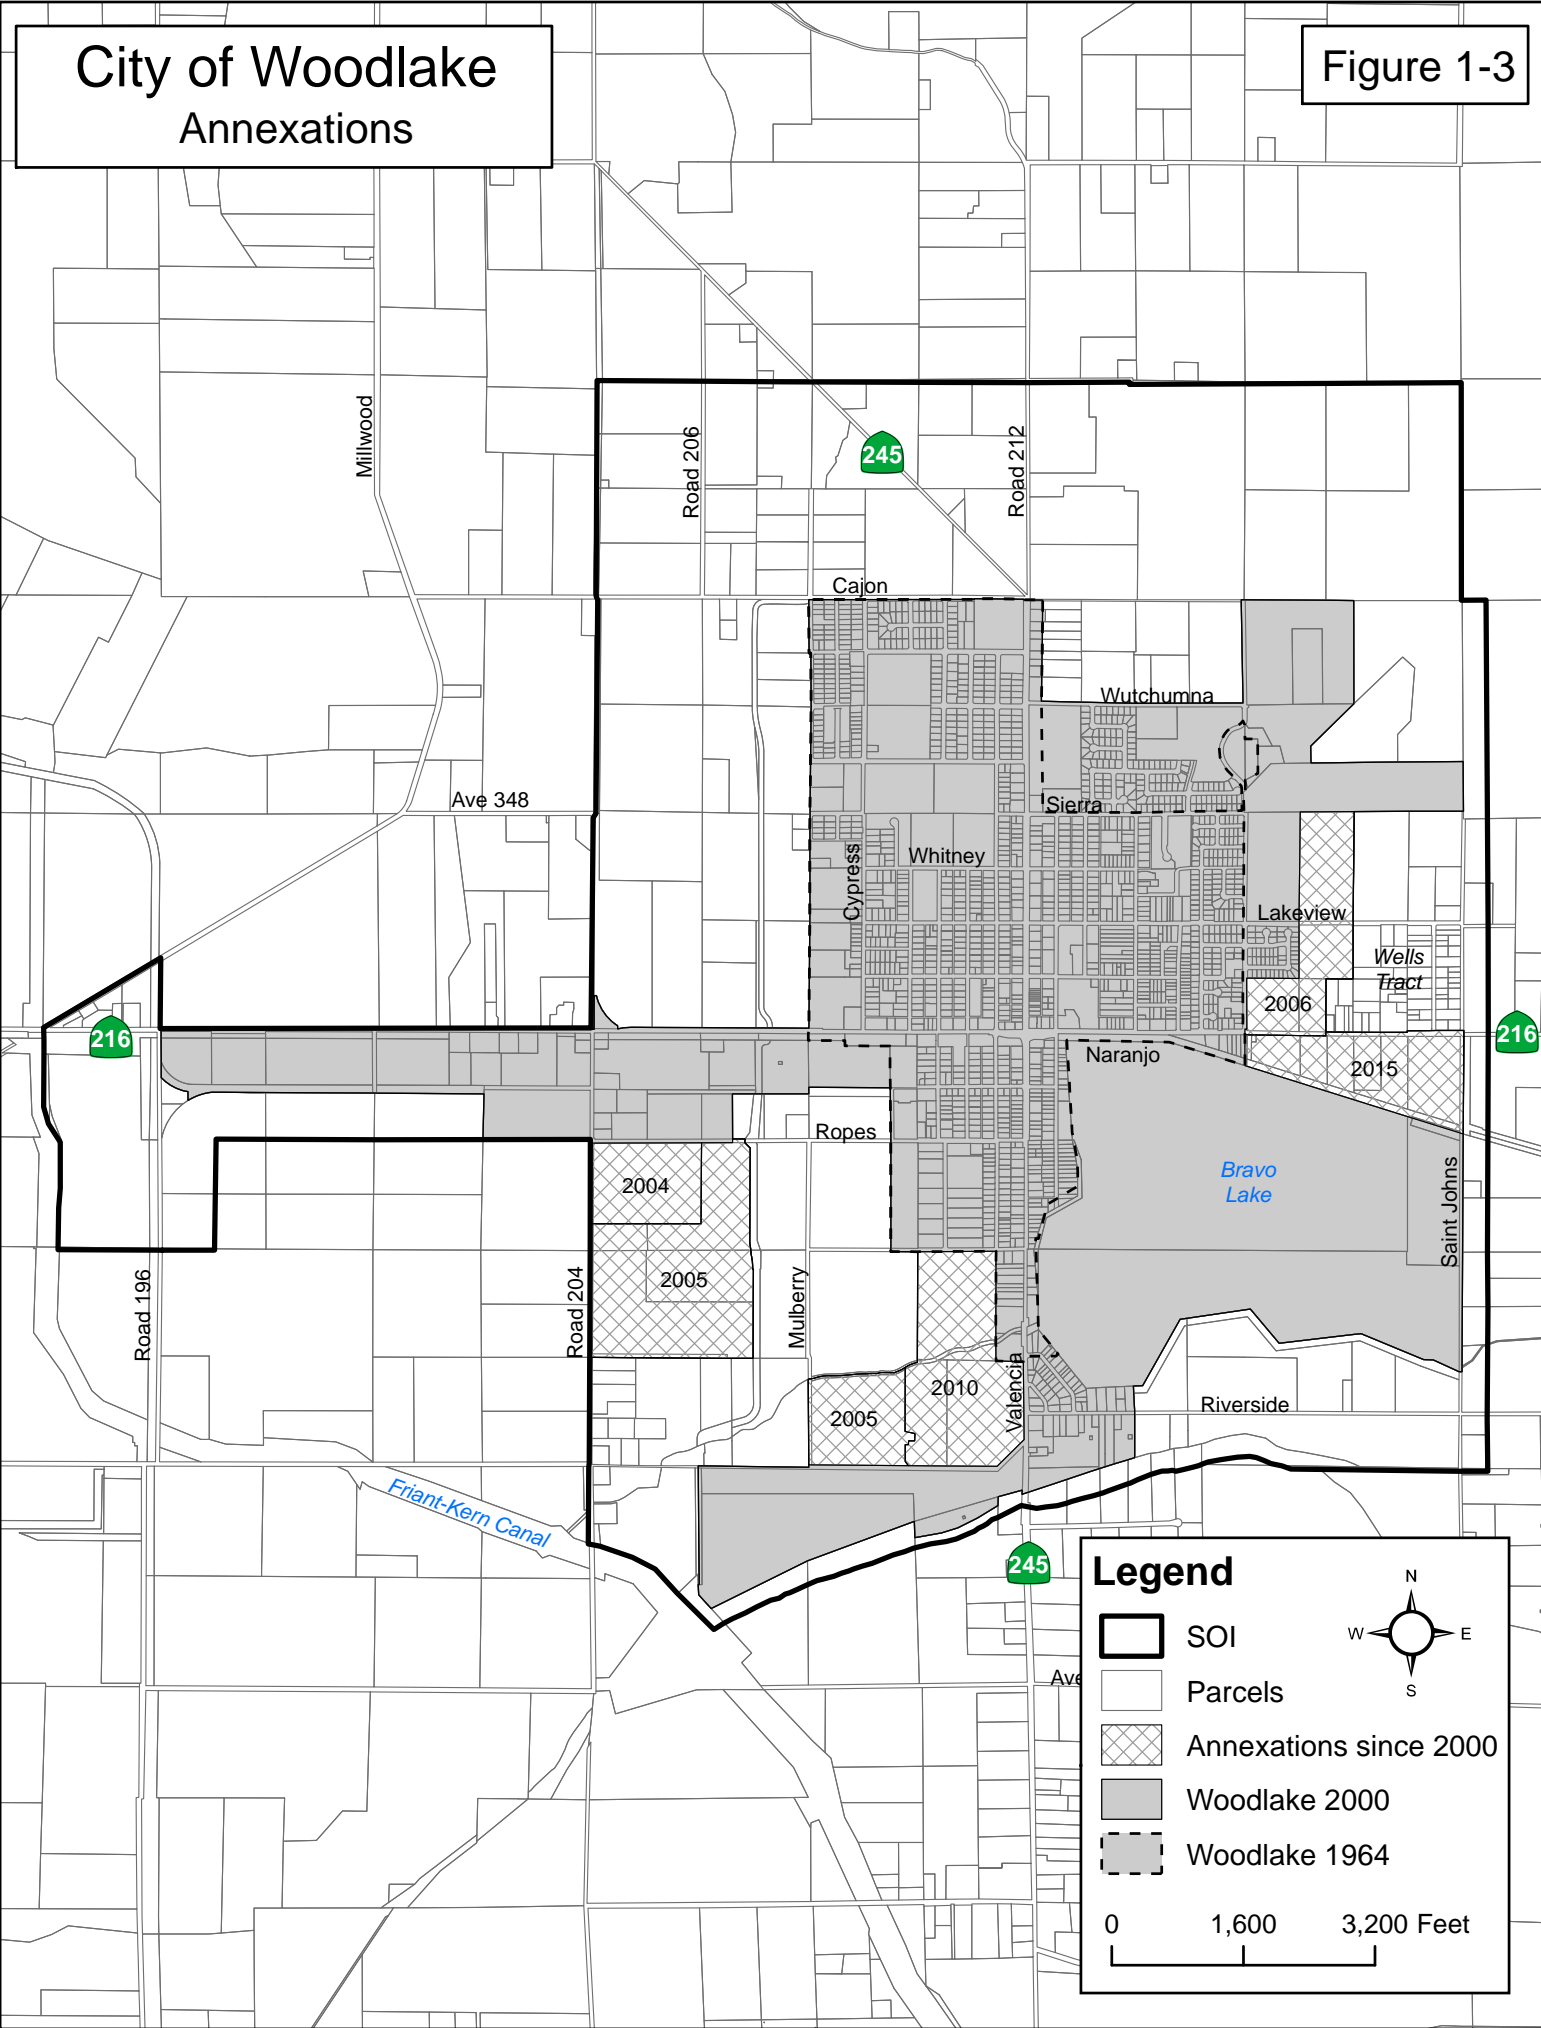 City of Woodlake
Annexations
Figure 1-3
Millwood
Road 206
245
Road 212
Cajon
Wutchumna
Ave 348
Sierra
Whitney
Cypress
Lakeview
Wells
Tract
2006
216
216
Naranjo
2015
Ropes
Bravo
Lake
2004
Saint Johns
2005
Road 196
Road 204
Mulberry
2010
Valencia
2005
Riverside
Friant-Kern Canal
245
Ave
Legend
N
W
E
S
SOI
Parcels
Annexations since 2000
Woodlake 2000
Woodlake 1964
0 1,600 3,200 Feet